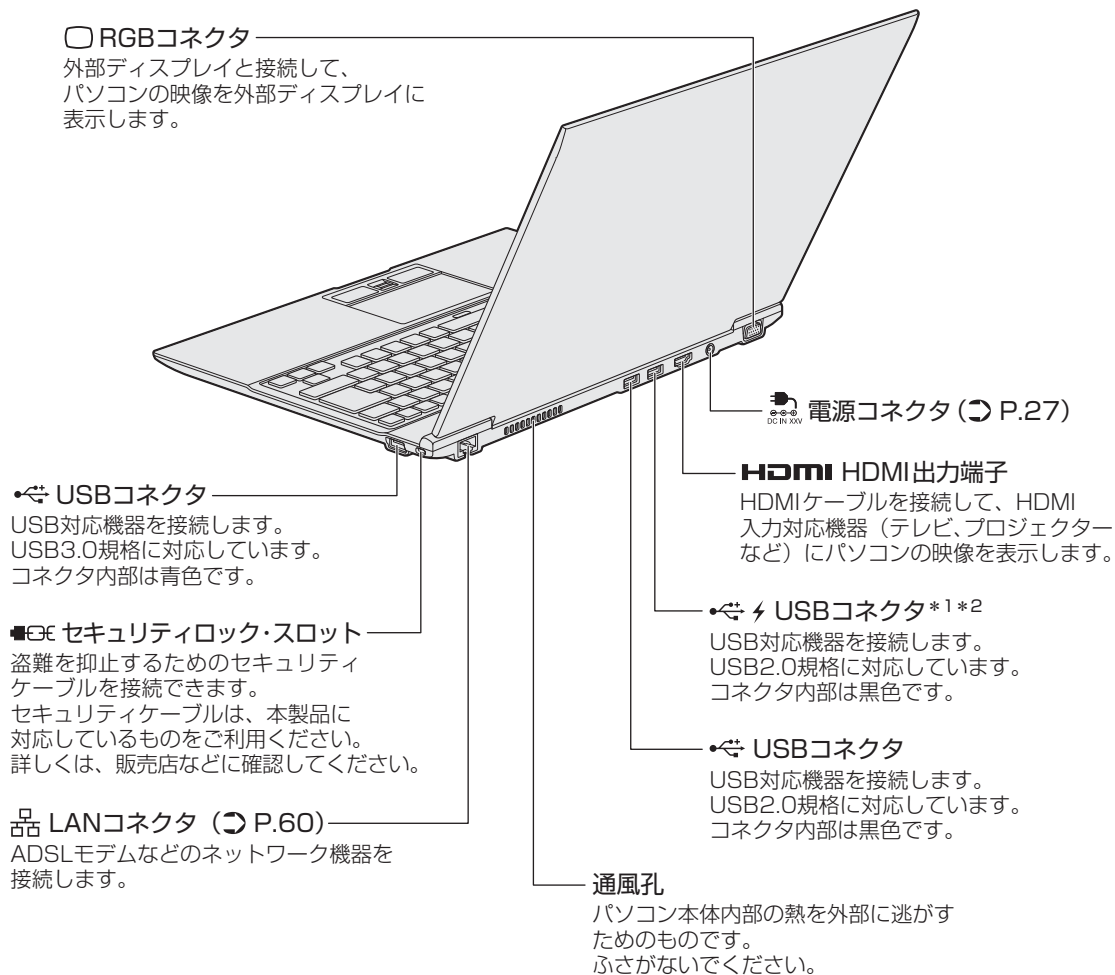 RGBコネクタ
外部ディスプレイと接続して、
パソコンの映像を外部ディスプレイに
表示します。
DC IN XXV 電源コネクタ(P.27)
HDMI HDMI出力端子
HDMIケーブルを接続して、HDMI
入力対応機器（テレビ、プロジェクター
など）にパソコンの映像を表示します。
USBコネクタ
USB対応機器を接続します。
USB3.0規格に対応しています。
コネクタ内部は青色です。
セキュリティロック・スロット
盗難を抑止するためのセキュリティ
ケーブルを接続できます。
セキュリティケーブルは、本製品に
対応しているものをご利用ください。
詳しくは、販売店などに確認してください。
LANコネクタ（P.60）
ADSLモデムなどのネットワーク機器を
接続します。
USBコネクタ*1*2
USB対応機器を接続します。
USB2.0規格に対応しています。
コネクタ内部は黒色です。
USBコネクタ
USB対応機器を接続します。
USB2.0規格に対応しています。
コネクタ内部は黒色です。
通風孔
パソコン本体内部の熱を外部に逃がす
ためのものです。
ふさがないでください。